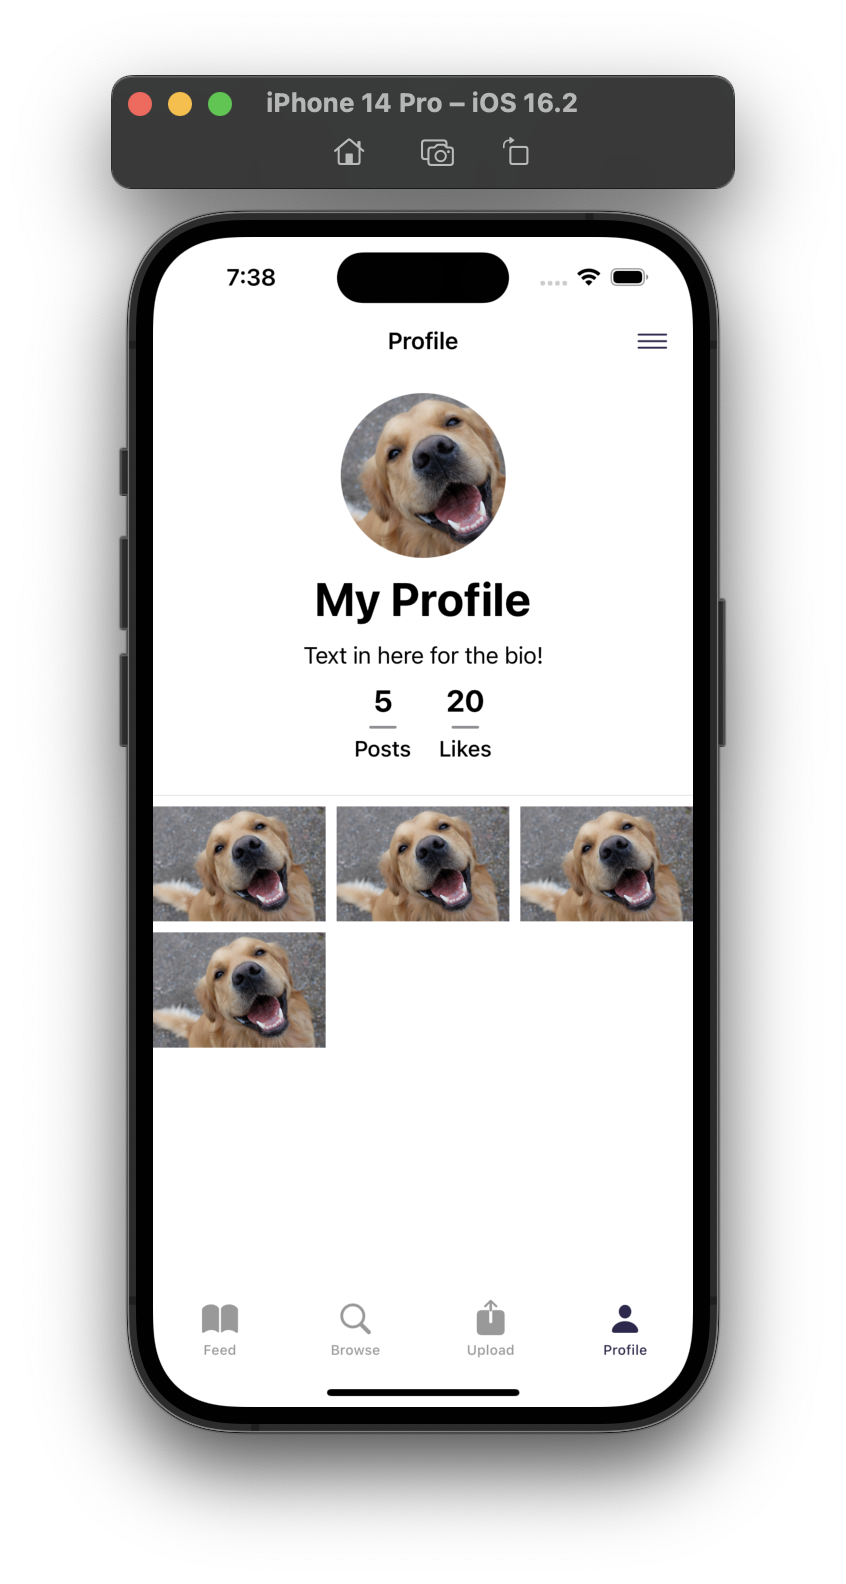 iPhone 14 Pro – iOS 16.2
7:38
Profile
My Profile
Text in here for the bio!
5 20
Posts Likes
Feed Browse Upload Profile